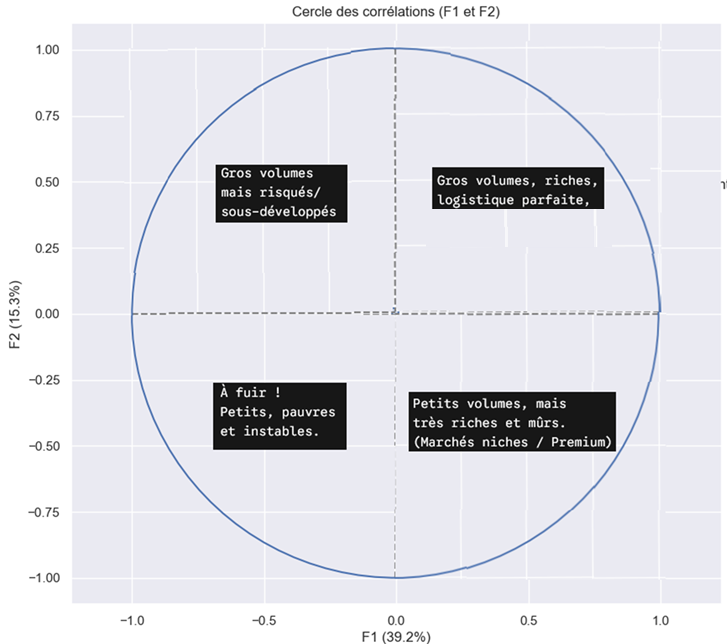 Cercle des corrélations (F1 et F2)
1.00
0.75
0.50
0.25
0.00
−0.25
−0.50
−0.75
−1.00
F2 (15.3%)
Gros volumes
mais risqués/
sous-développés
Gros volumes, riches,
logistique parfaite,
À fuir !
Petits, pauvres
et instables.
Petits volumes, mais
très riches et mûrs.
(Marchés niches / Premium)
−1.0
−0.5
0.0
0.5
1.0
F1 (39.2%)